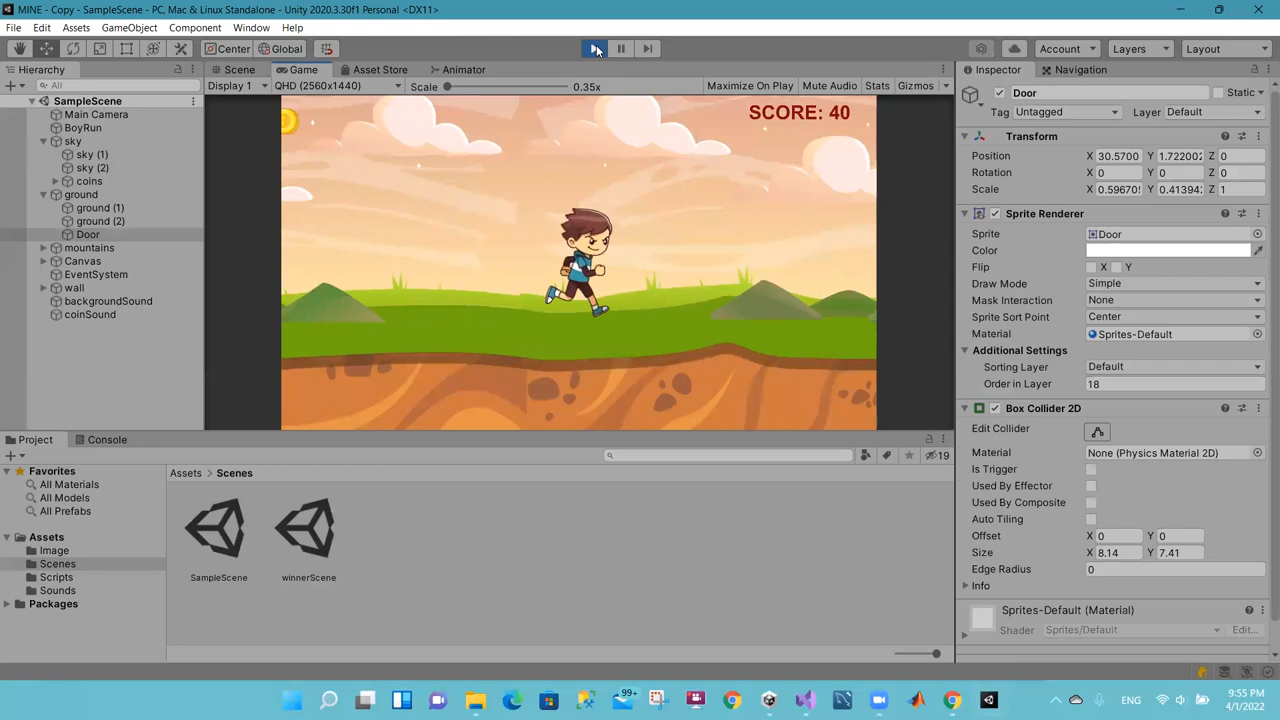 MINE - Copy - SampleScene - PC, Mac & Linux Standalone - Unity 2020.3.30f1 Personal <DX11>
File Edit Assets GameObject Component Window Help
Center Global Account Layers Layout
Hierarchy
All
SampleScene
Main Camera
BoyRun
sky
sky (1)
sky (2)
coins
ground
ground (1)
ground (2)
Door
mountains
Canvas
EventSystem
wall
backgroundSound
coinSound
Scene Game Asset Store Animator
Display 1 QHD (2560x1440) Scale 0.35x Maximize On Play Mute Audio Stats Gizmos
SCORE: 40
Inspector Navigation
Door Static
Tag Untagged Layer Default
Transform
Position X 30.5700 Y 1.722002 Z 0
Rotation X 0 Y 0 Z 0
Scale X 0.59670 Y 0.41394 Z 1
Sprite Renderer
Sprite Door
Color
Flip X Y
Draw Mode Simple
Mask Interaction None
Sprite Sort Point Center
Material Sprites-Default
Additional Settings
Sorting Layer Default
Order in Layer 18
Box Collider 2D
Edit Collider
Material None (Physics Material 2D)
Is Trigger
Used By Effector
Used By Composite
Auto Tiling
Offset X 0 Y 0
Size X 8.14 Y 7.41
Edge Radius 0
Info
Sprites-Default (Material)
Shader Sprites/Default Edit...
Project Console
19
Favorites
All Materials
All Models
All Prefabs
Assets
Image
Scenes
Scripts
Sounds
Packages
Assets Scenes
SampleScene winnerScene
99+
ENG
9:55 PM
4/1/2022